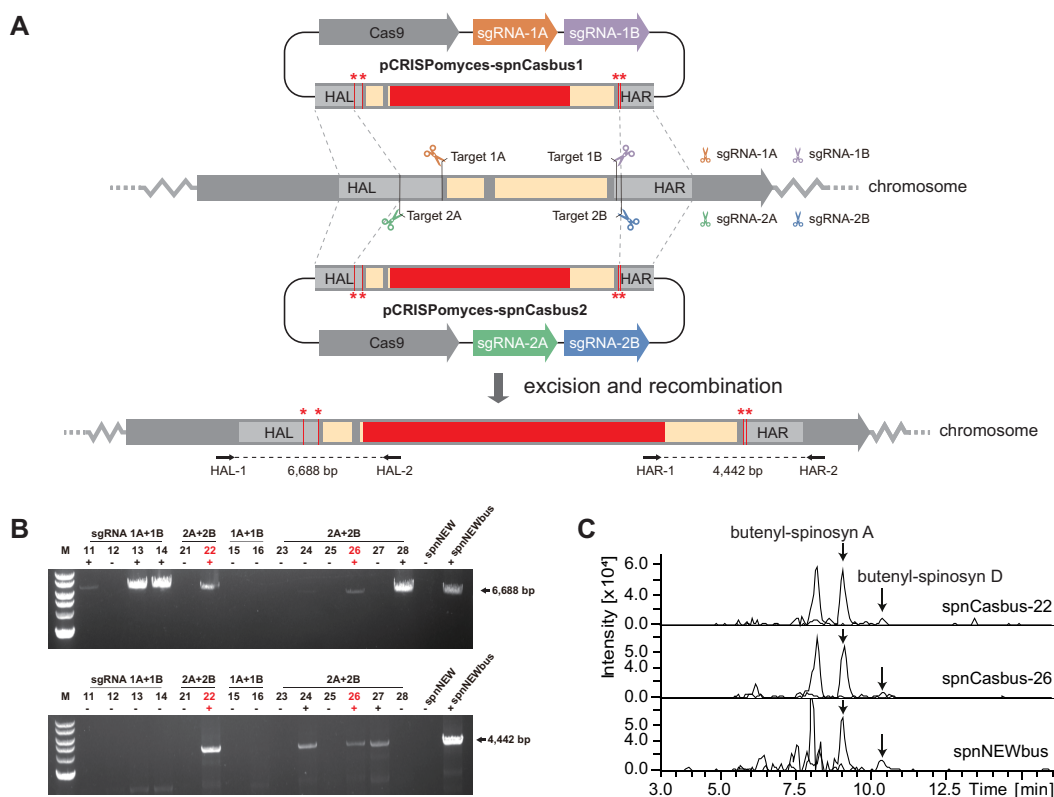 A
Cas9 sgRNA-1A sgRNA-1B
pCRISPomyces-spnCasbus1
** **
HAL HAR
Target 1A Target 1B sgRNA-1A sgRNA-1B
HAL HAR chromosome
Target 2A Target 2B sgRNA-2A sgRNA-2B
HAL HAR
** **
pCRISPomyces-spnCasbus2
Cas9 sgRNA-2A sgRNA-2B
excision and recombination
* * **
HAL HAR chromosome
HAL-1 6,688 bp HAL-2 HAR-1 4,442 bp HAR-2
B
sgRNA 1A+1B 2A+2B 1A+1B 2A+2B spnNEW spnNEWbus
M 11 12 13 14 21 22 15 16 23 24 26 27 28
+ - + + - + - - - - + - + - +
6,688 bp
sgRNA 1A+1B 2A+2B 1A+1B 2A+2B spnNEW spnNEWbus
M 11 12 13 14 21 22 15 16 23 24 26 27 28
- - - - - + - - - + + + - - +
4,442 bp
C
butenyl-spinosyn A
butenyl-spinosyn D
Intensity [x10⁴]
6.0
4.0
2.0
0.0
spnCasbus-22
5.0
4.0
0.0
spnCasbus-26
5.0
4.0
0.0
spnNEWbus
3.0 5.0 7.5 10.0 12.5 Time [min]